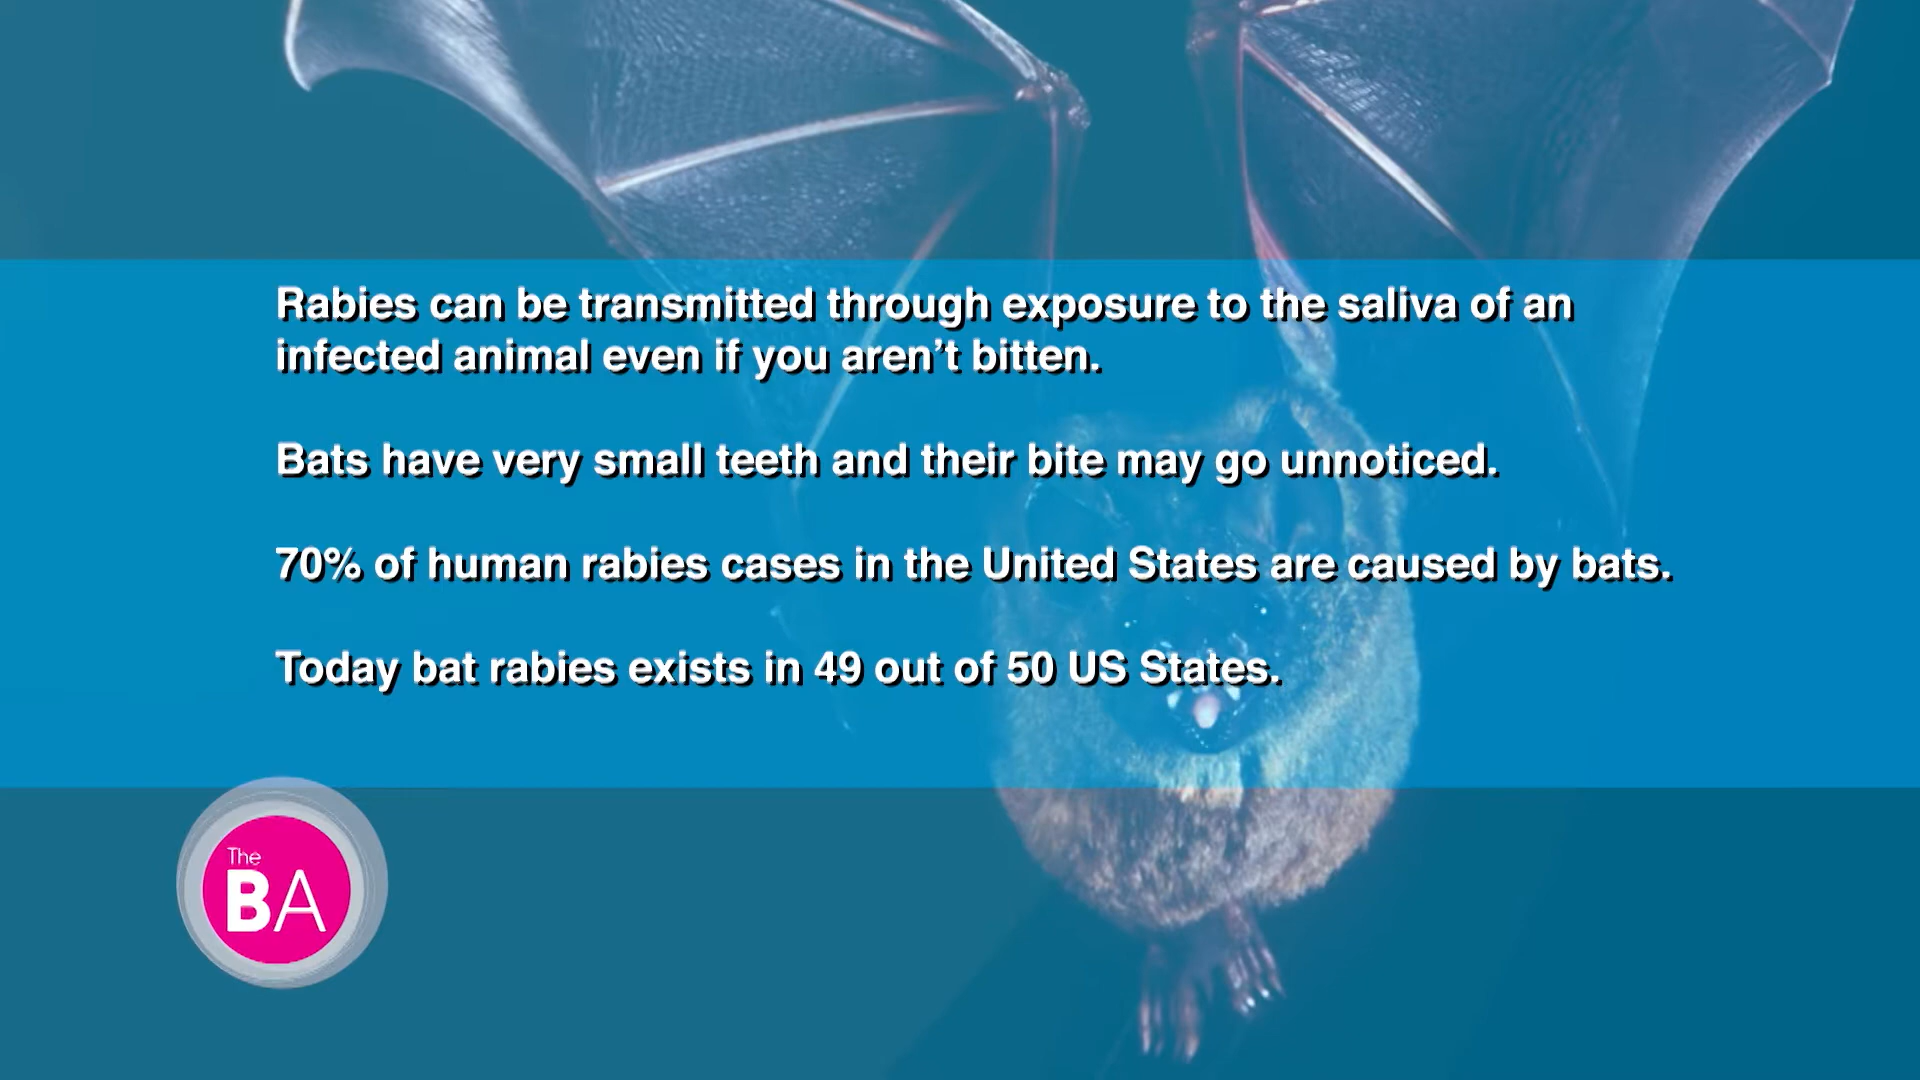 Rabies can be transmitted through exposure to the saliva of an
infected animal even if you aren’t bitten.
Bats have very small teeth and their bite may go unnoticed.
70% of human rabies cases in the United States are caused by bats.
Today bat rabies exists in 49 out of 50 US States.
The
BA